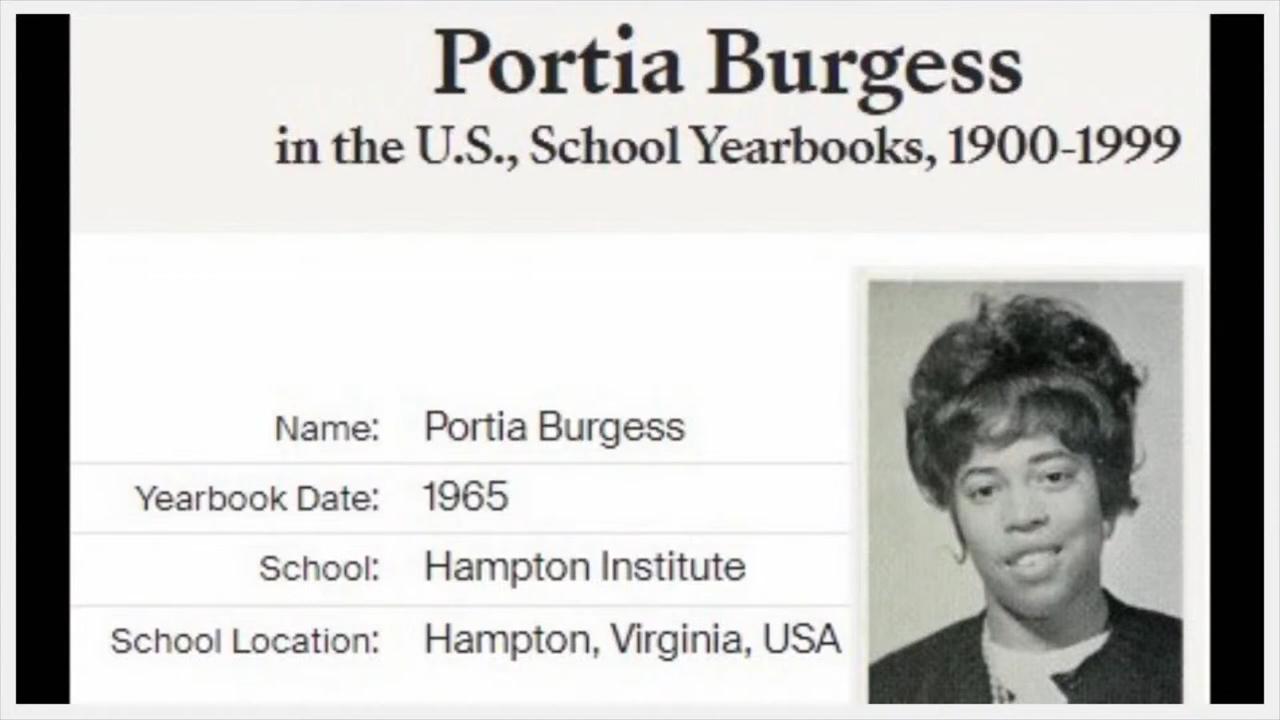 Portia Burgess
in the U.S., School Yearbooks, 1900-1999
Name: Portia Burgess
Yearbook Date: 1965
School: Hampton Institute
School Location: Hampton, Virginia, USA